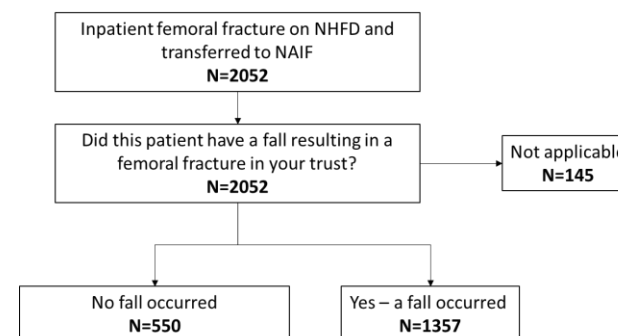 Inpatient femoral fracture on NHFD and
transferred to NAIF
N=2052
Did this patient have a fall resulting in a
femoral fracture in your trust?
N=2052
Not applicable
N=145
No fall occurred
N=550
Yes – a fall occurred
N=1357